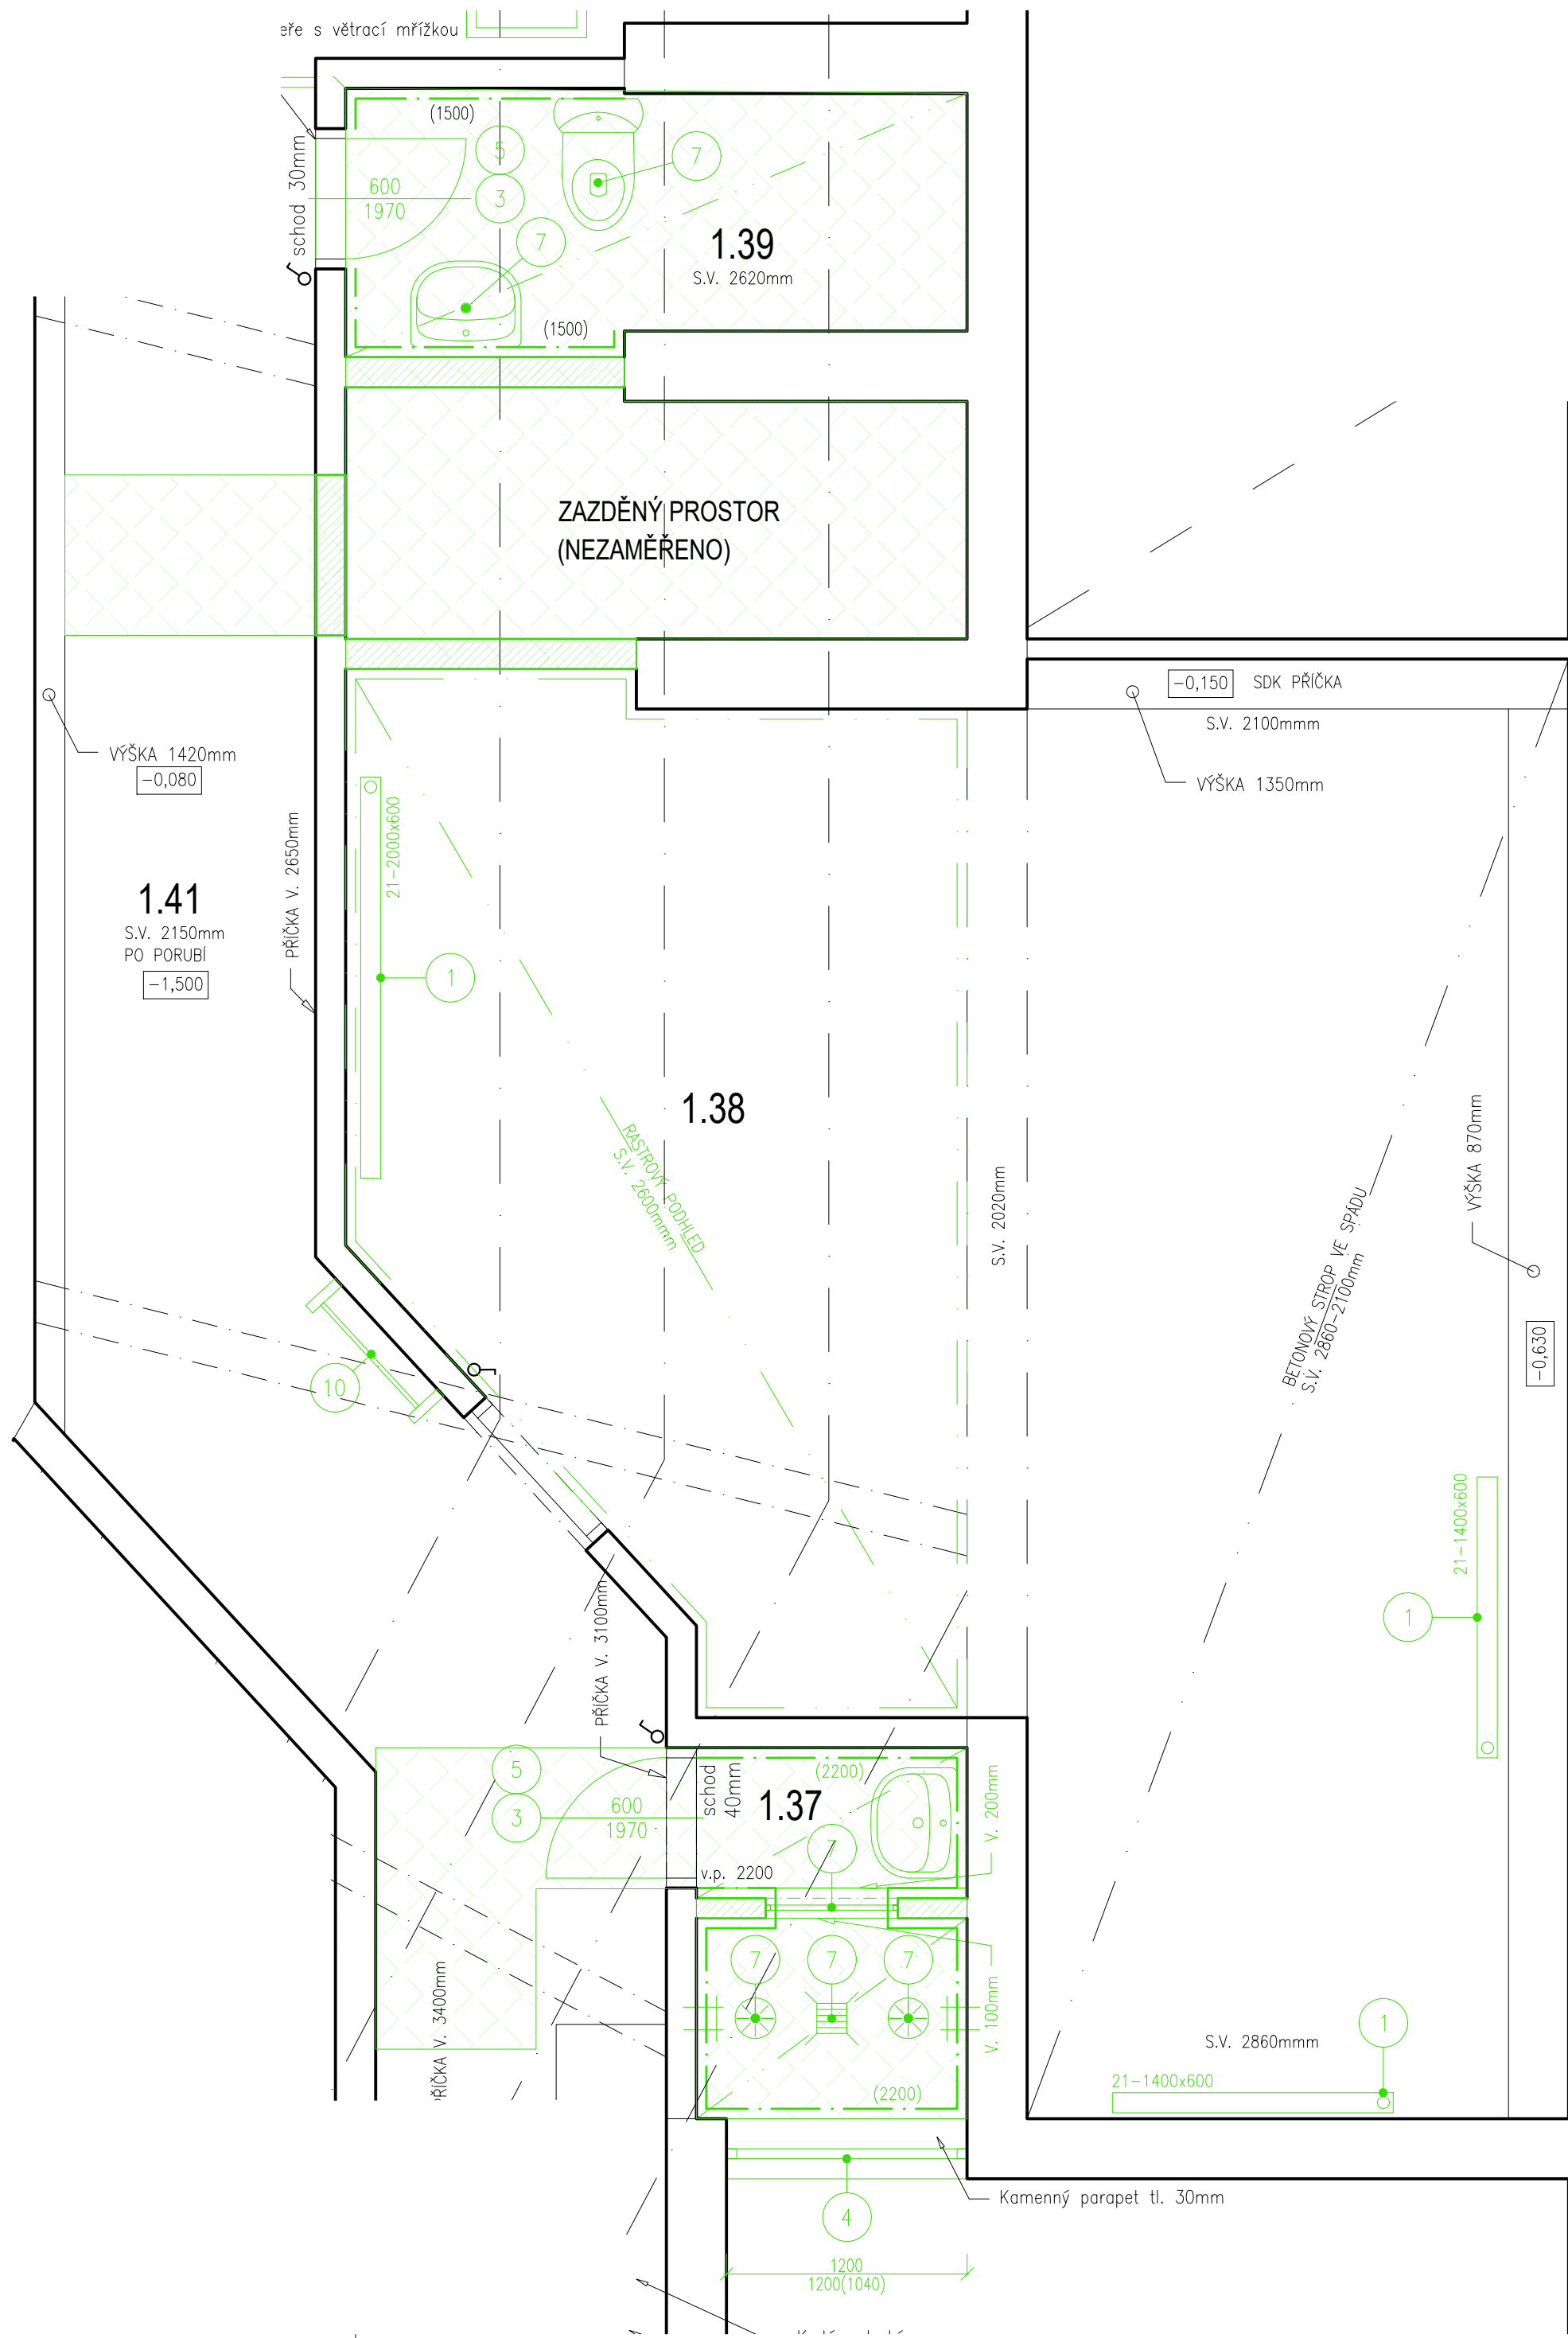 s větrací mřížkou
(1500)
5
7
schod 30mm
600
1970
3
7
1.39
S.V. 2620mm
(1500)
ZAZDĚNÝ PROSTOR
(NEZAMĚŘENO)
-0,150
SDK PŘÍČKA
S.V. 2100mmm
VÝŠKA 1420mm
-0,080
VÝŠKA 1350mm
PŘÍČKA V. 2650mm
21-2000x600
1.41
S.V. 2150mm
PO PORUBÍ
-1,500
1
1.38
RASTROVÝ PODHLED
S.V. 2600mmm
S.V. 2020mm
VÝŠKA 870mm
BETONOVÝ STROP VE SPÁDU
S.V. 2860-2100mm
-0,630
10
21-1400x600
1
PŘÍČKA V. 3100mm
5
3
600
1970
schod
40mm
1.37
(2200)
7
V. 200mm
v.p. 2200
PŘÍČKA V. 3400mm
7
7
7
V. 100mm
(2200)
S.V. 2860mmm
1
21-1400x600
Kamenný parapet tl. 30mm
4
1200
1200(1040)